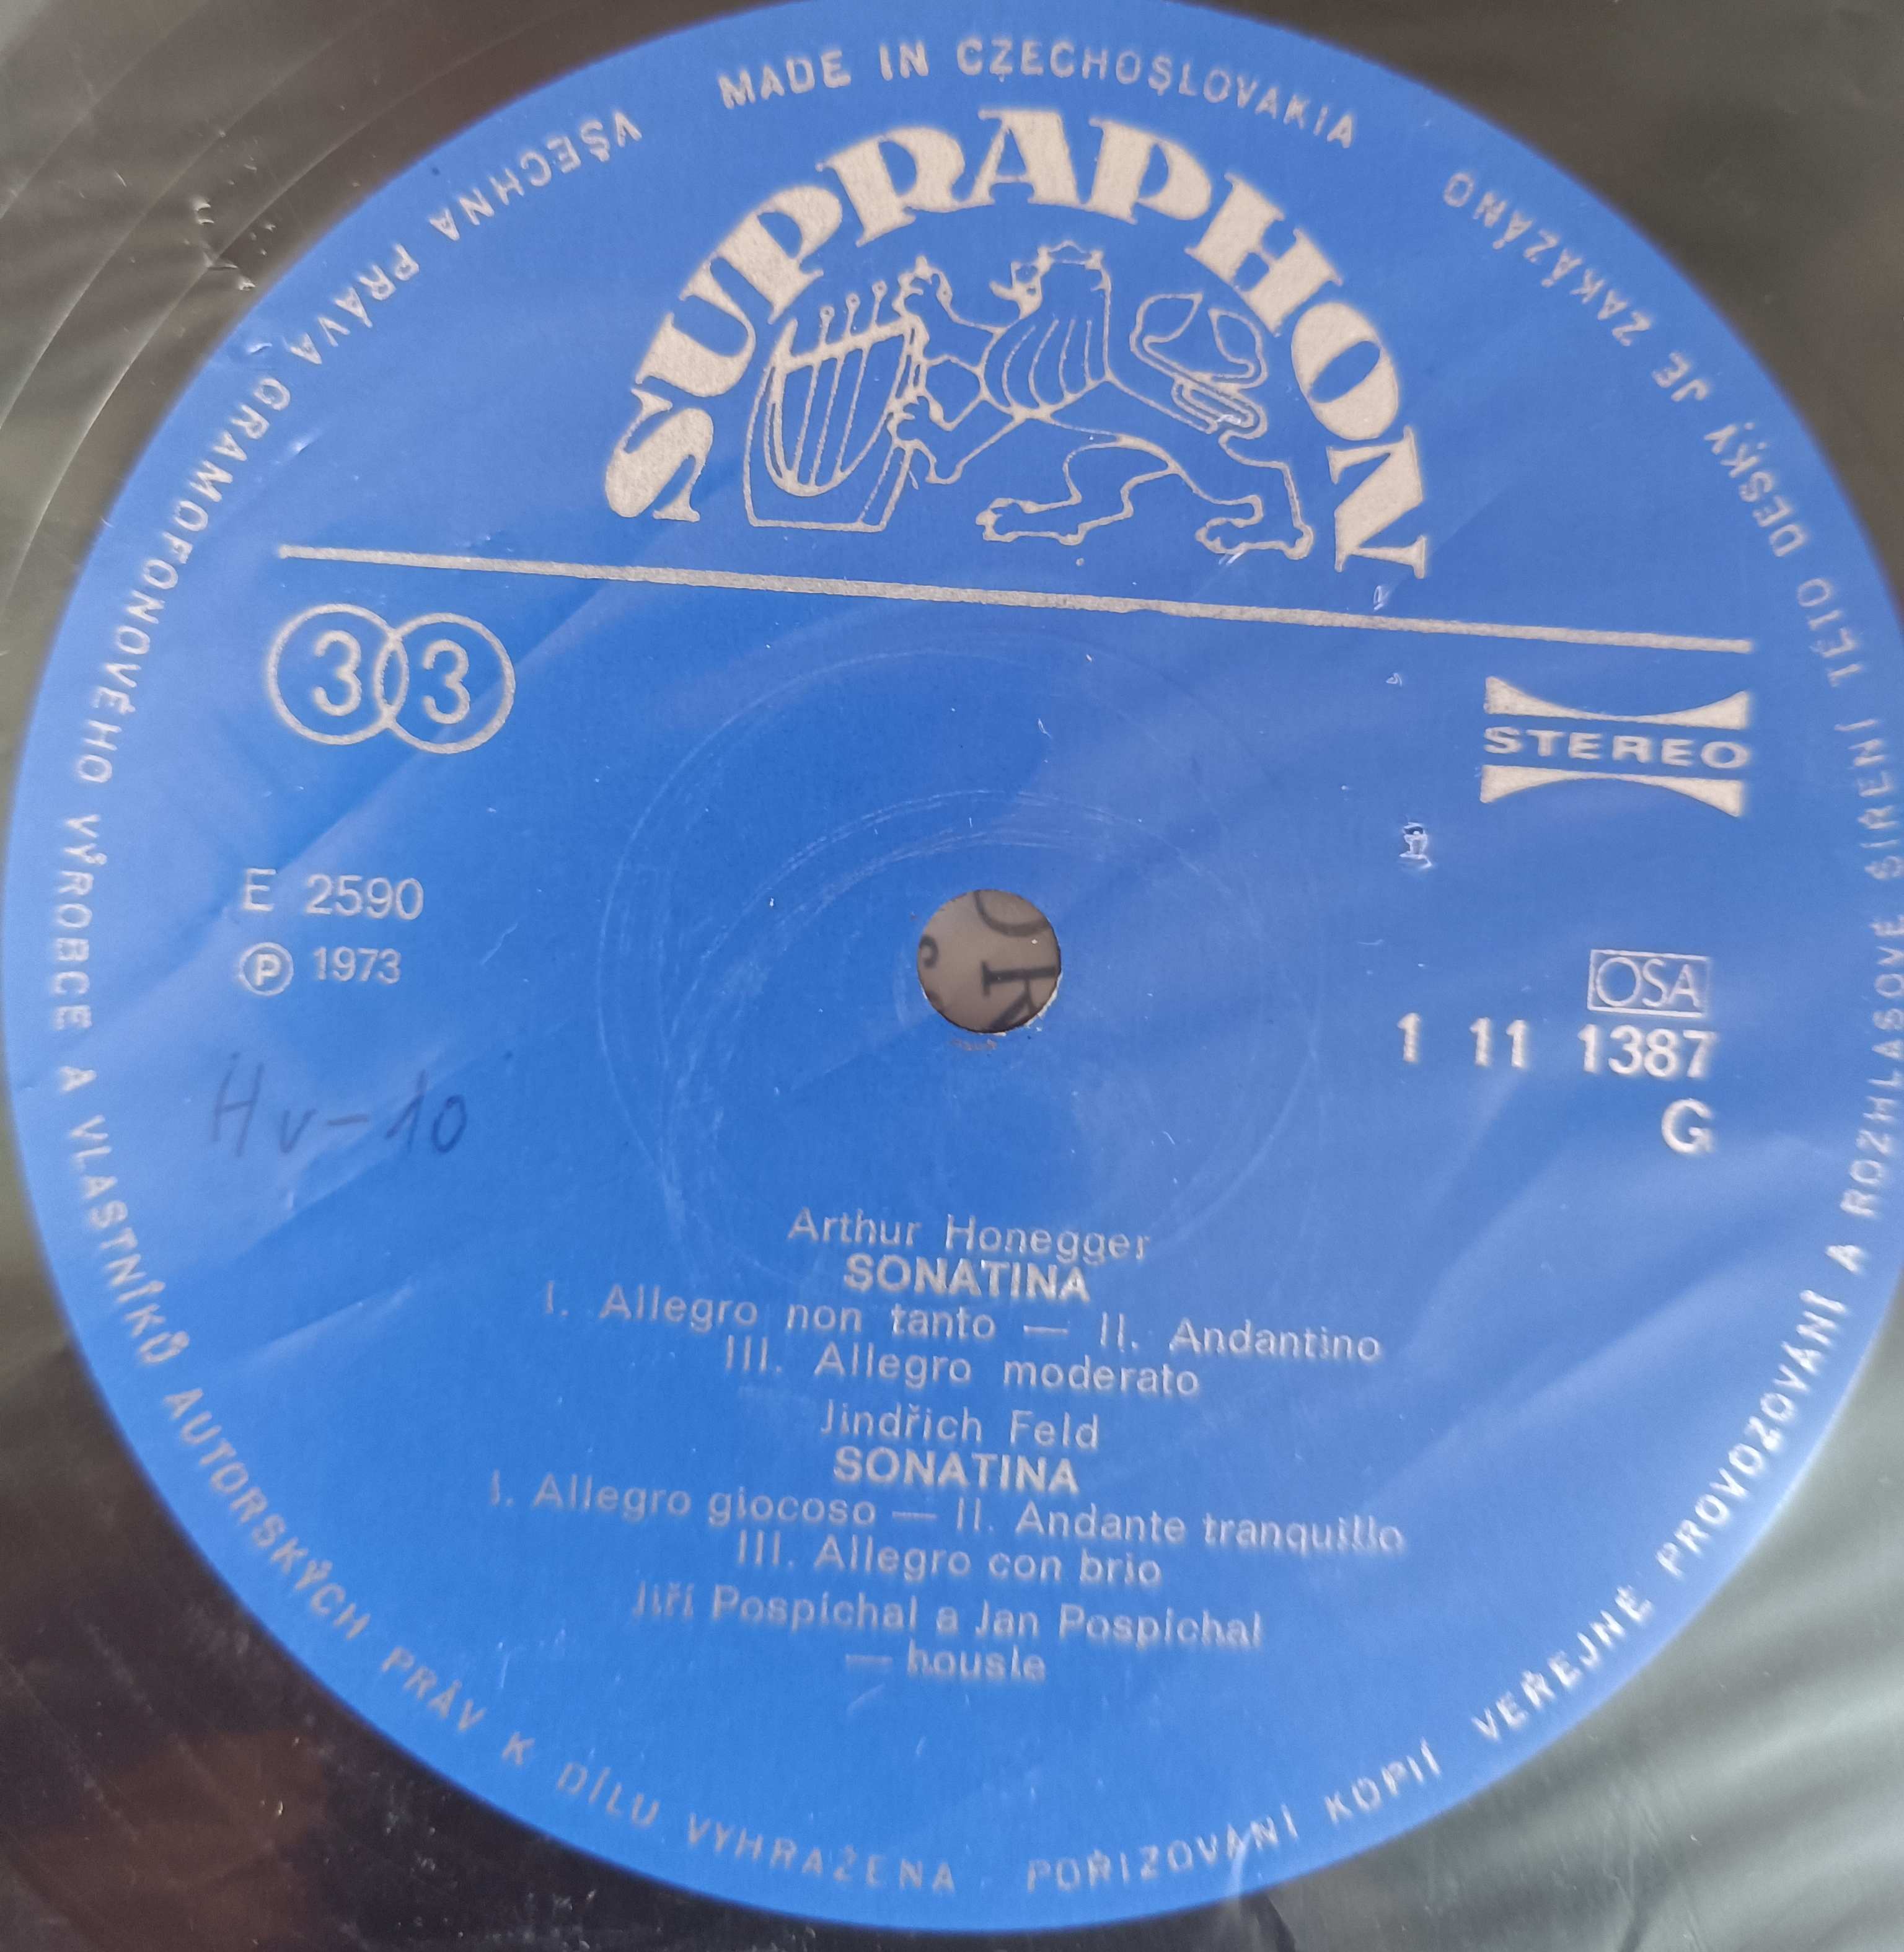 MADE IN CZECHOSLOVAKIA
SUPRAPHON
33
STEREO
E 2590
Ⓟ 1973
OSA
1 11 1387
G
Hv-10
Arthur Honegger
SONATINA
I. Allegro non tanto — II. Andantino
III. Allegro moderato
Jindřich Feld
SONATINA
I. Allegro giocoso — II. Andante tranquillo
III. Allegro con brio
Jiří Pospíchal a Jan Pospíchal
— housle
VŠECHNA PRÁVA GRAMOFONOVÉHO VÝROBCE A VLASTNÍKŮ AUTORSKÝCH PRÁV K DÍLU VYHRAŽENA · POŘIZOVÁNÍ KOPIÍ VEŘEJNÉ PROVOZOVÁNÍ A ROZHLASOVÉ ŠÍŘENÍ TÉTO DESKY JE ZAKÁZÁNO